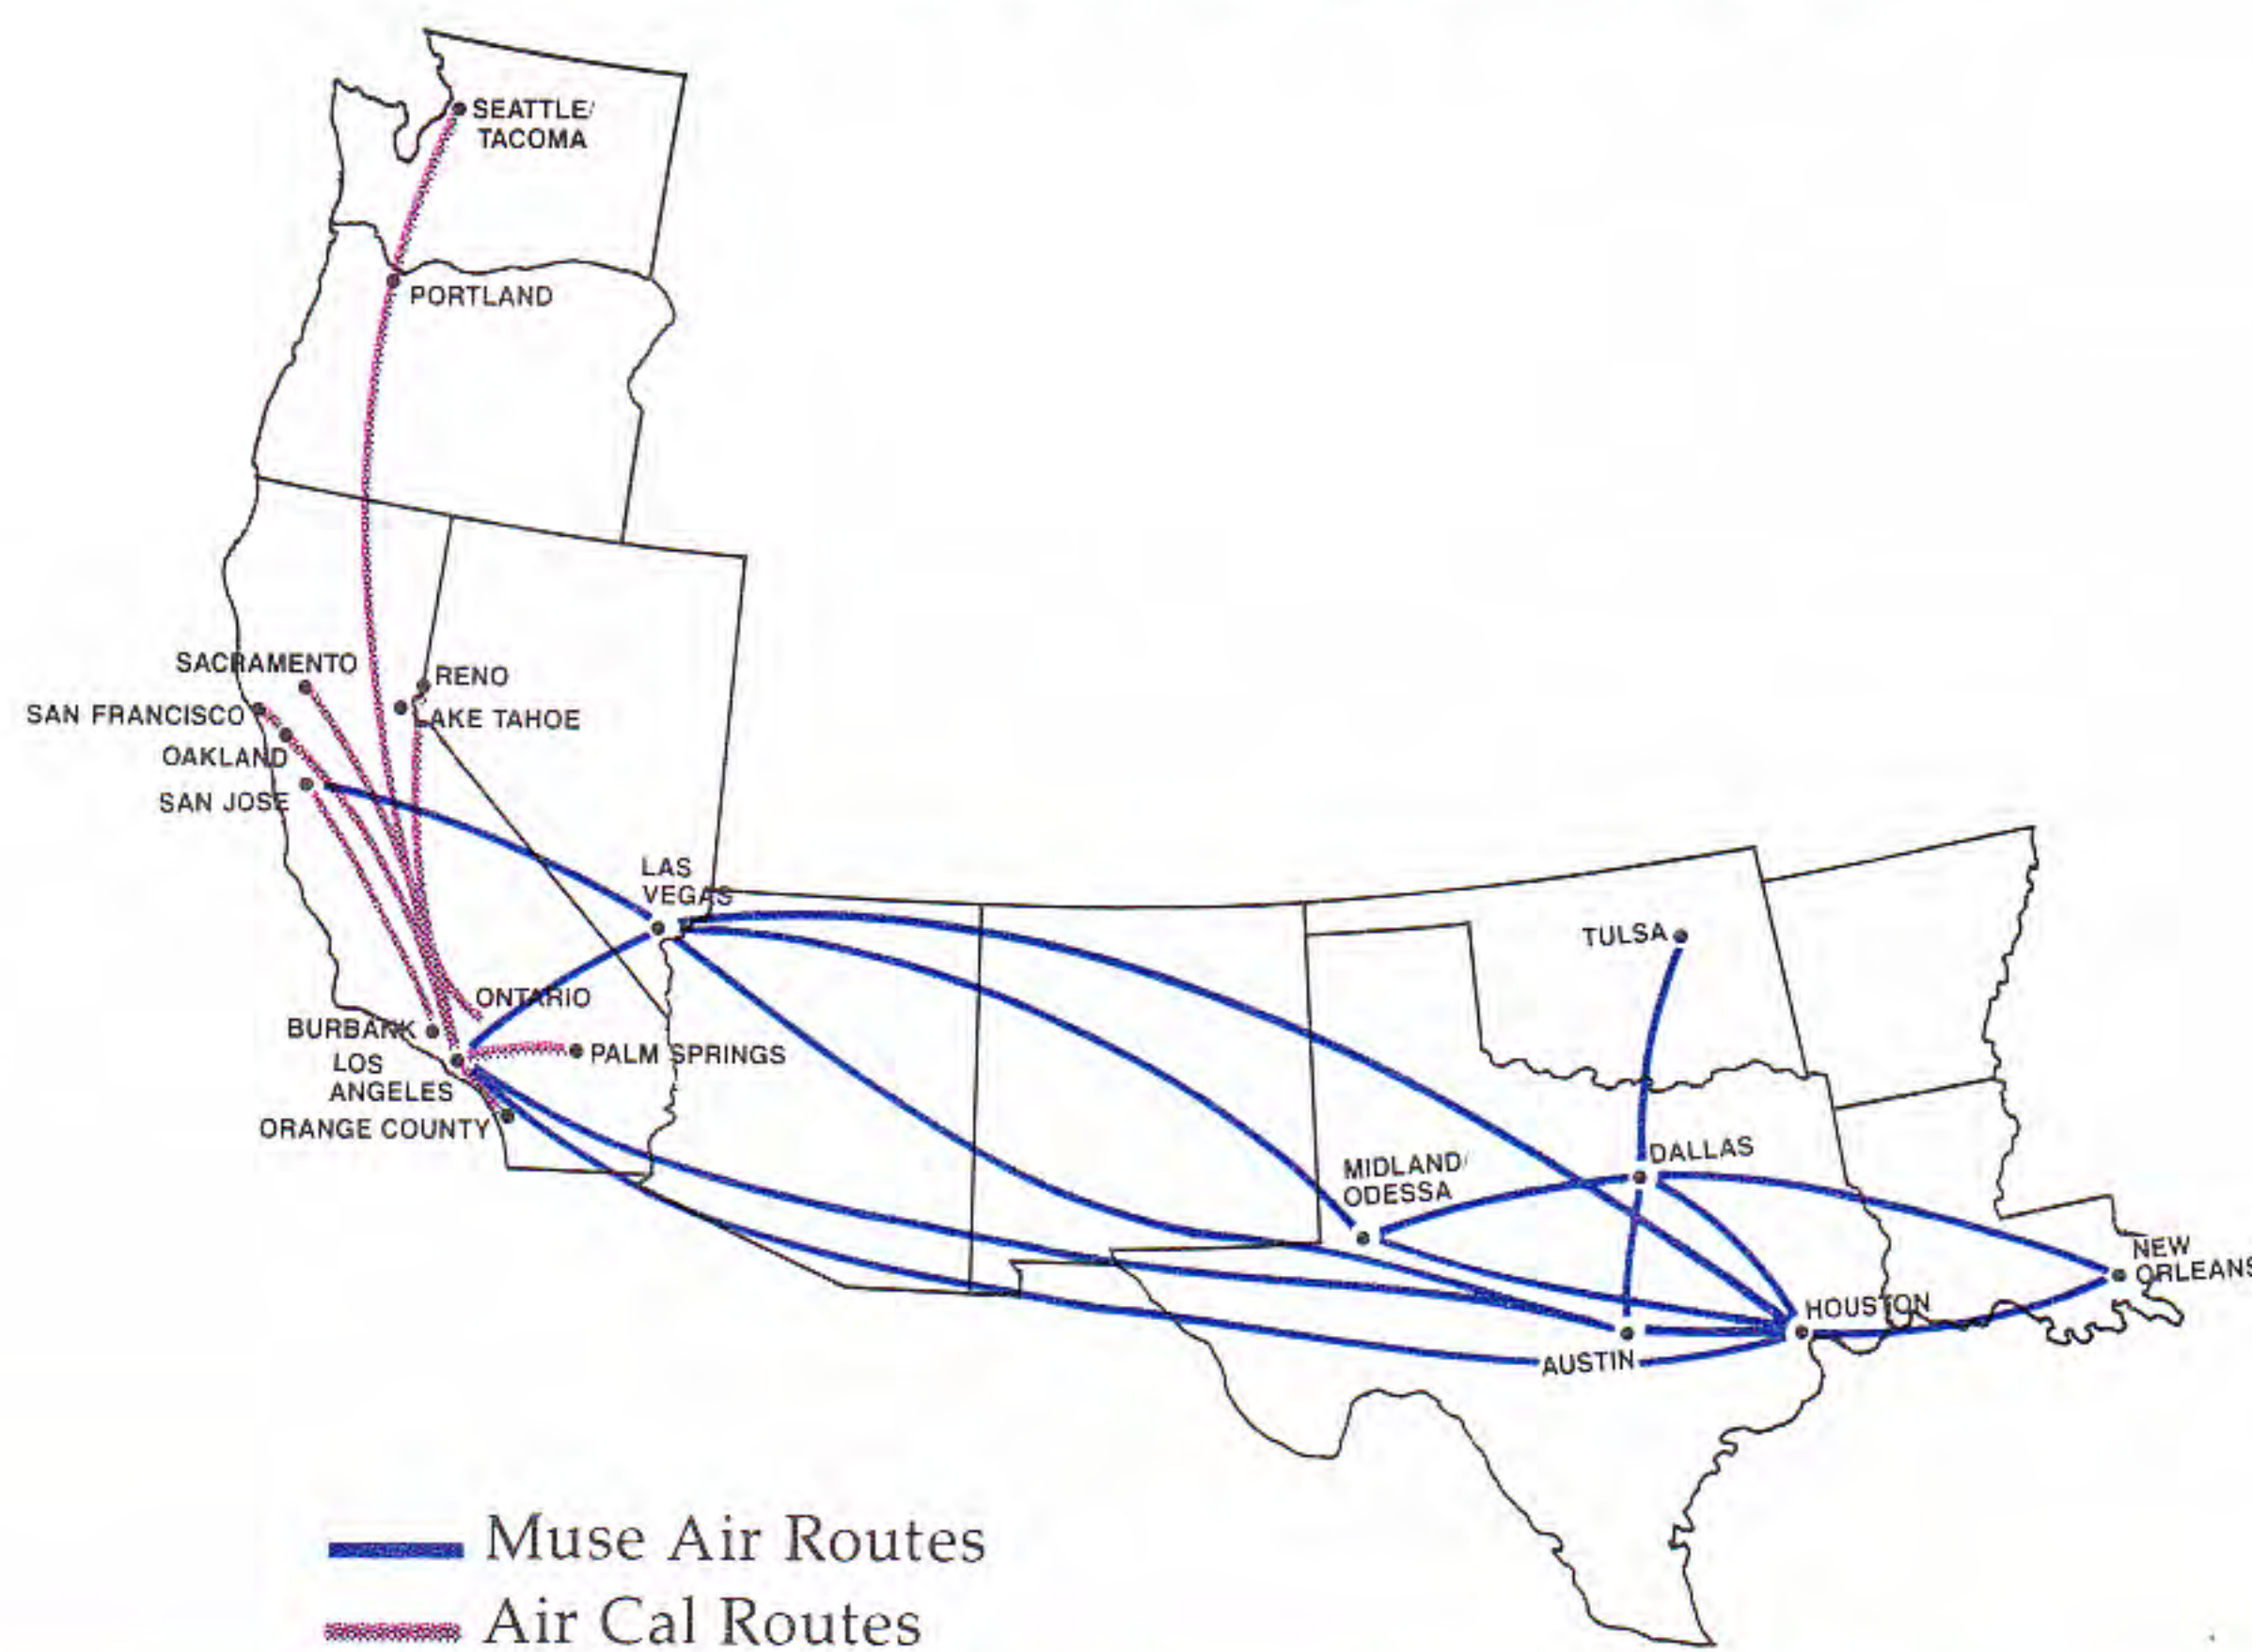 SEATTLE/
TACOMA
PORTLAND
SACRAMENTO
RENO
SAN FRANCISCO
LAKE TAHOE
OAKLAND
SAN JOSE
LAS
VEGAS
TULSA
ONTARIO
BURBANK
PALM SPRINGS
LOS
ANGELES
ORANGE COUNTY
DALLAS
MIDLAND/
ODESSA
NEW
ORLEANS
HOUSTON
AUSTIN
Muse Air Routes
Air Cal Routes